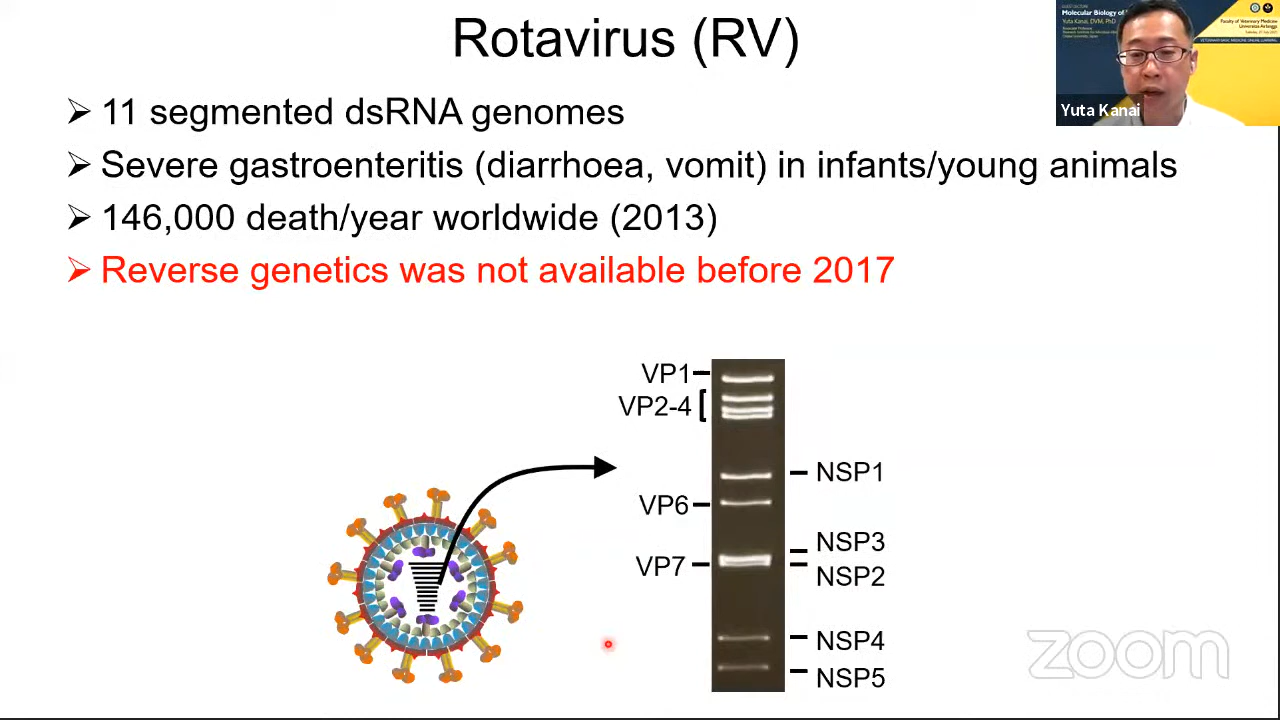 Rotavirus (RV)
➢ 11 segmented dsRNA genomes
➢ Severe gastroenteritis (diarrhoea, vomit) in infants/young animals
➢ 146,000 death/year worldwide (2013)
➢ Reverse genetics was not available before 2017
Molecular Biology of
Yuta Kanai, DVM, PhD
Faculty of Veterinary Medicine
Universitas Airlangga
Yuta Kanai
VP1
VP2-4
NSP1
VP6
NSP3
VP7
NSP2
NSP4
NSP5
zoom